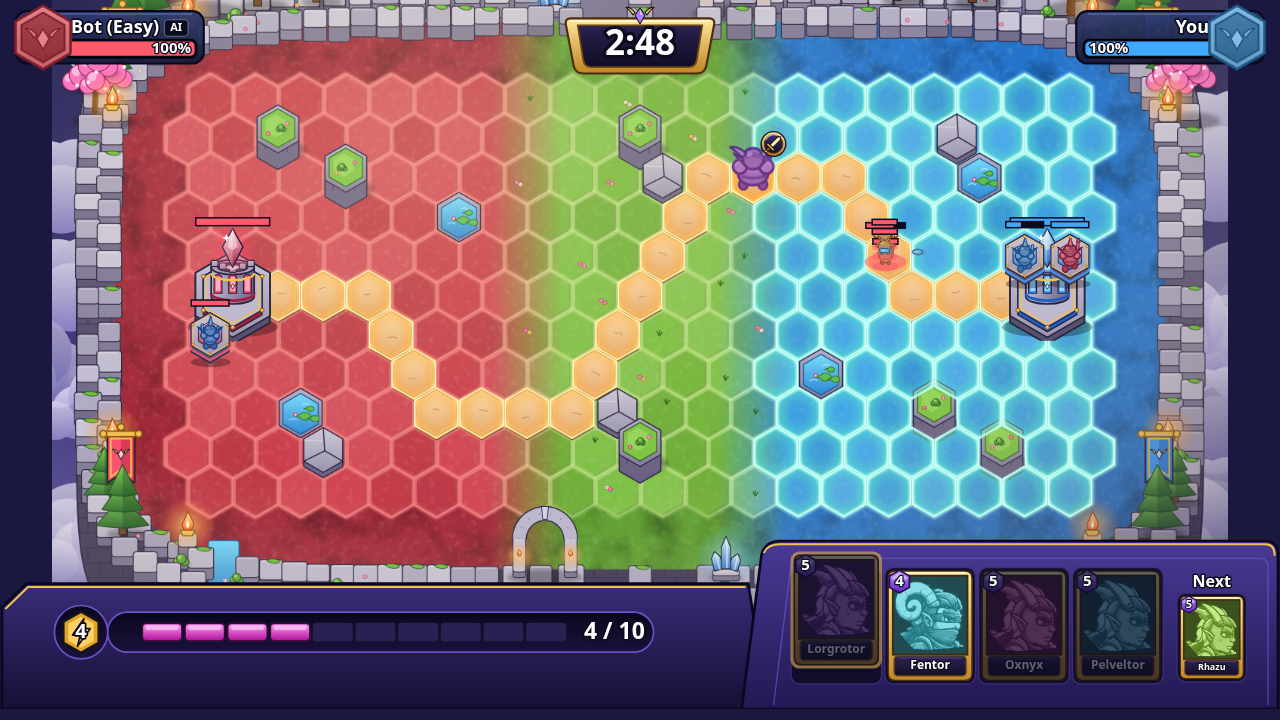 Bot (Easy) AI
100%
2:48
You
100%
4
4 / 10
5
Lorgrotor
4
Fentor
5
Oxnyx
5
Pelveltor
Next
5
Rhazu